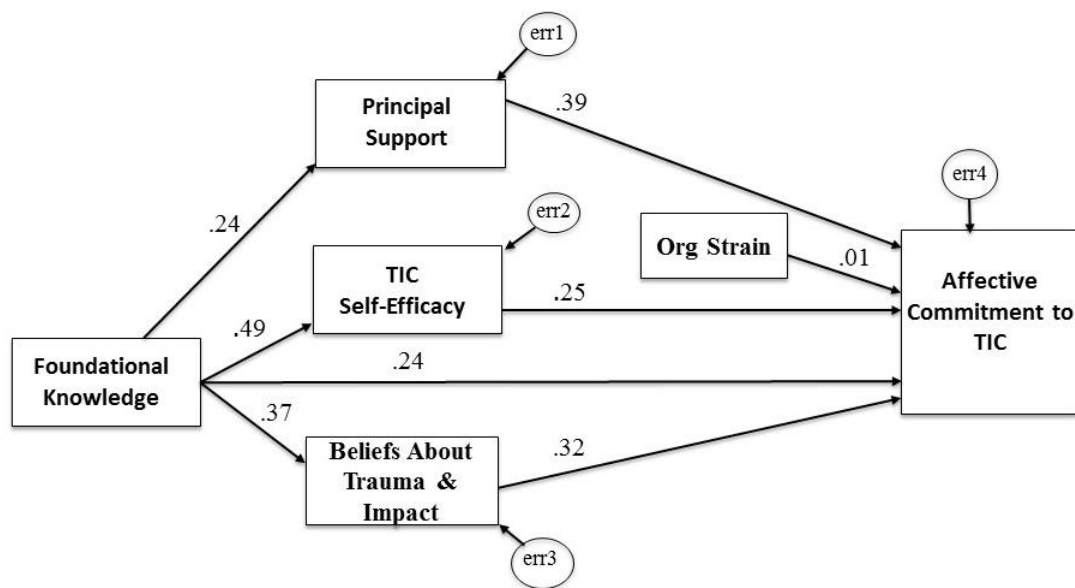 err1
Principal
Support
.39
err4
.24
err2
Org Strain
.01
TIC
Self-Efficacy
.25
Affective
Commitment to
TIC
.49
Foundational
Knowledge
.24
.37
Beliefs About
Trauma & 
Impact
.32
err3